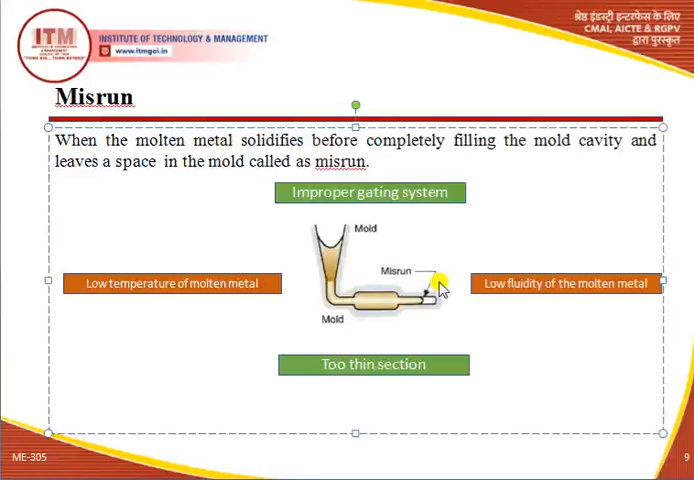 ITM
INSTITUTE OF TECHNOLOGY & MANAGEMENT
www.itmgoi.in
श्रेष्ठ इंडस्ट्री इन्टरफेस के लिए
CMAI, AICTE & RGPV
द्वारा पुरस्कृत
Misrun
When the molten metal solidifies before completely filling the mold cavity and
leaves a space in the mold called as misrun.
Improper gating system
Mold
Misrun
Low temperature of molten metal
Low fluidity of the molten metal
Mold
Too thin section
ME-305
9